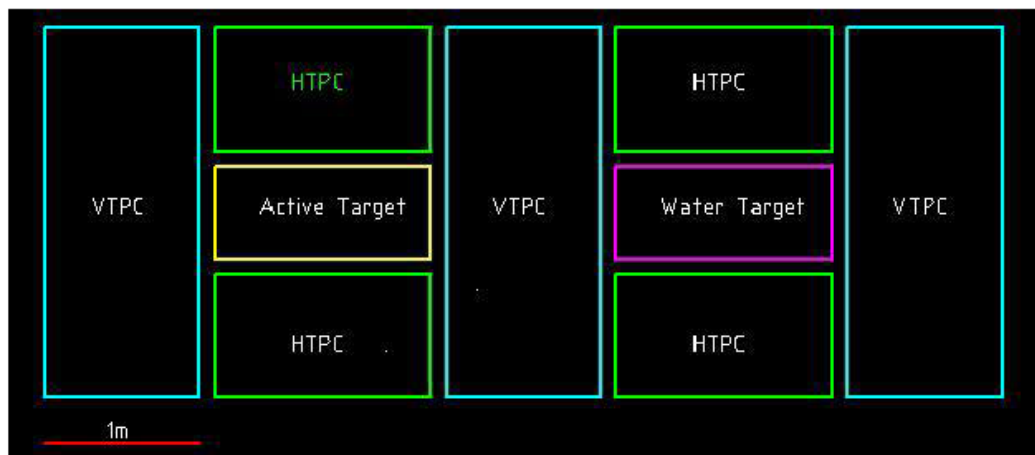 HTPC HTPC
VTPC Active Target VTPC Water Target VTPC
HTPC HTPC
1m